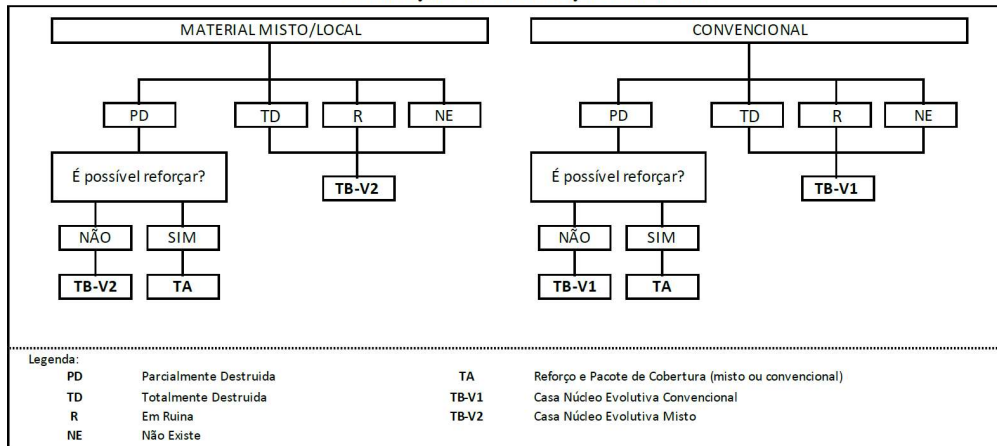 MATERIAL MISTO/LOCAL CONVENCIONAL
PD TD R NE PD TD R NE
É possível reforçar? TB-V2 É possível reforçar? TB-V1
NÃO SIM NÃO SIM
TB-V2 TA TB-V1 TA
Legenda:
PD Parcialmente Destruida TA Reforço e Pacote de Cobertura (misto ou convencional)
TD Totalmente Destruida TB-V1 Casa Núcleo Evolutiva Convencional
R Em Ruina TB-V2 Casa Núcleo Evolutiva Misto
NE Não Existe